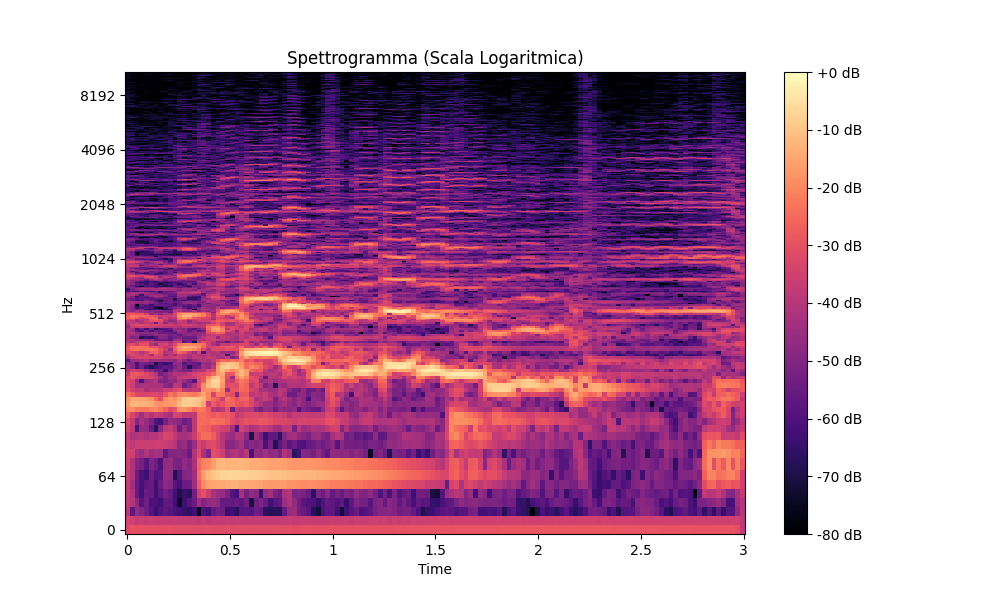 Spettrogramma (Scala Logaritmica)
8192
4096
2048
1024
512
256
128
64
0
Hz
0
0.5
1
1.5
2
2.5
3
Time
+0 dB
-10 dB
-20 dB
-30 dB
-40 dB
-50 dB
-60 dB
-70 dB
-80 dB